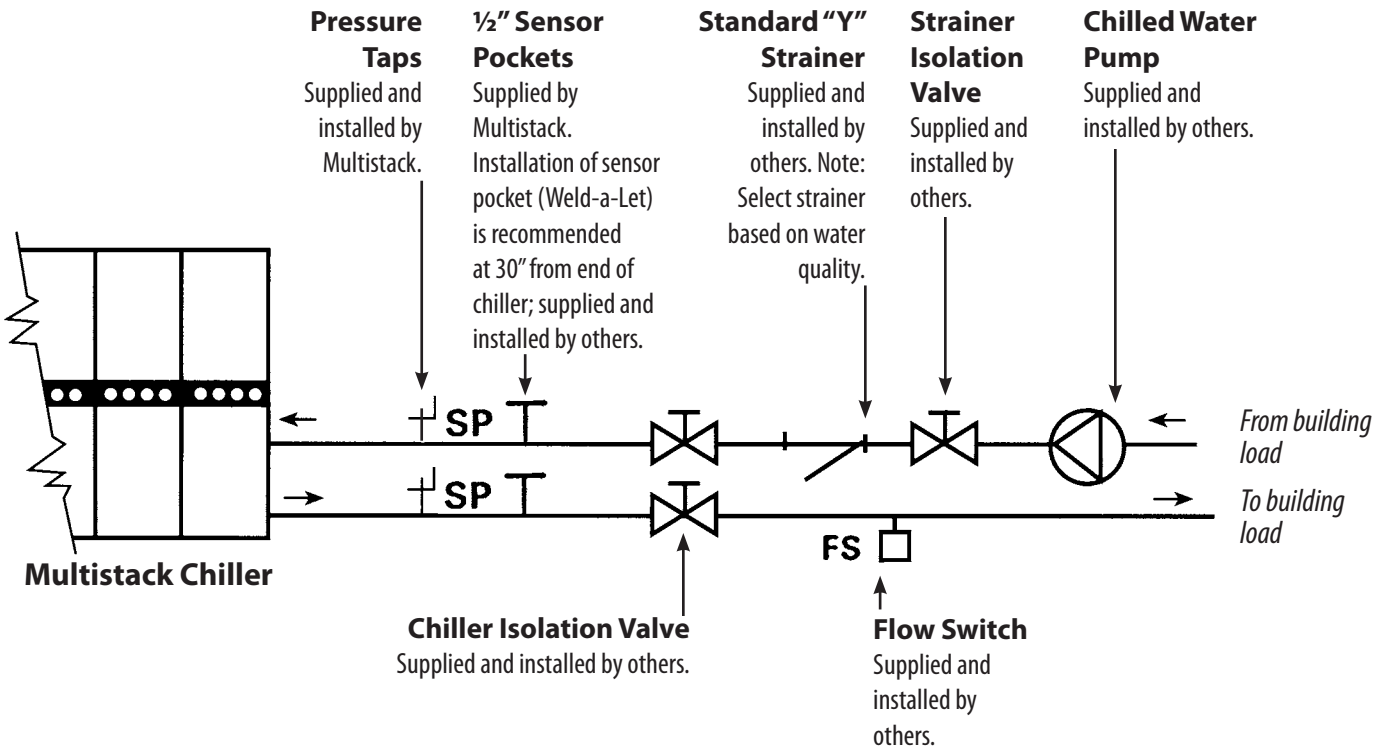 Pressure
Taps
Supplied and
installed by
Multistack.
½” Sensor
Pockets
Supplied by
Multistack.
Installation of sensor
pocket (Weld-a-Let)
is recommended
at 30” from end of
chiller; supplied and
installed by others.
Standard “Y”
Strainer
Supplied and
installed by
others. Note:
Select strainer
based on water
quality.
Strainer
Isolation
Valve
Supplied and
installed by
others.
Chilled Water
Pump
Supplied and
installed by others.
SP
From building
load
SP
To building
load
FS
Multistack Chiller
Chiller Isolation Valve
Supplied and installed by others.
Flow Switch
Supplied and
installed by
others.